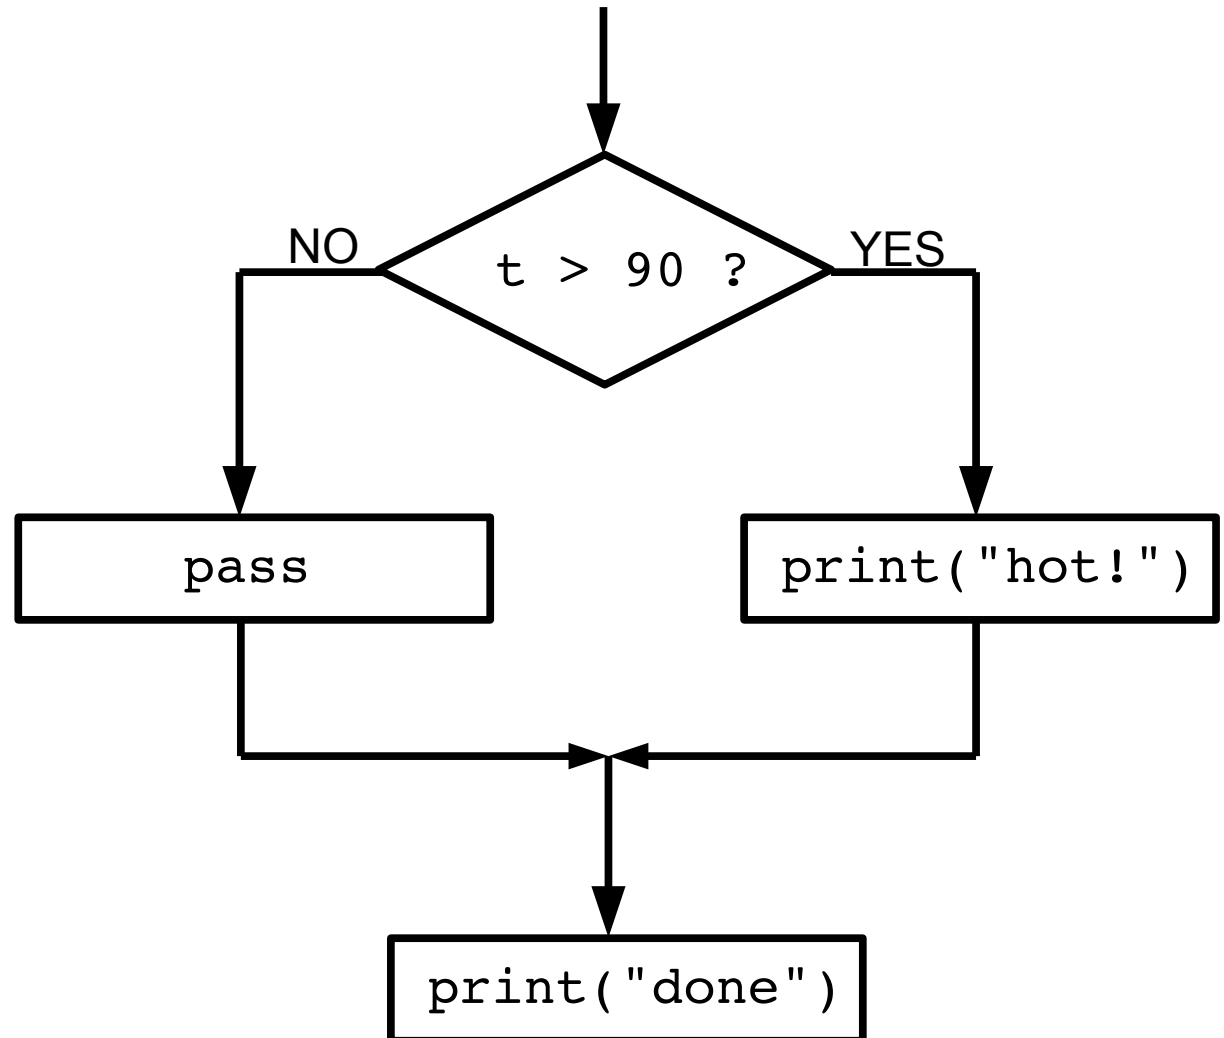 NO
t > 90 ?
YES
pass
print("hot!")
print("done")